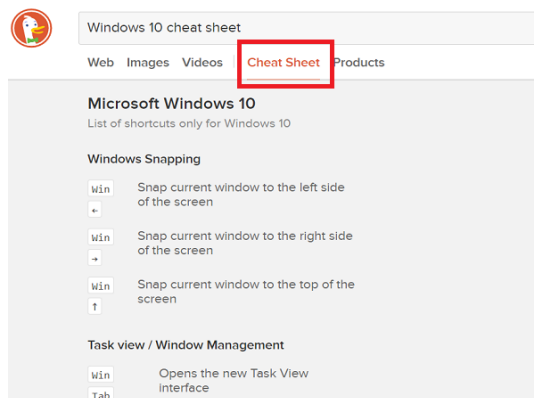 Windows 10 cheat sheet
Web Images Videos Cheat Sheet Products
Microsoft Windows 10
List of shortcuts only for Windows 10
Windows Snapping
Win
←
Snap current window to the left side
of the screen
Win
→
Snap current window to the right side
of the screen
Win
↑
Snap current window to the top of the
screen
Task view / Window Management
Win
Tab
Opens the new Task View
interface